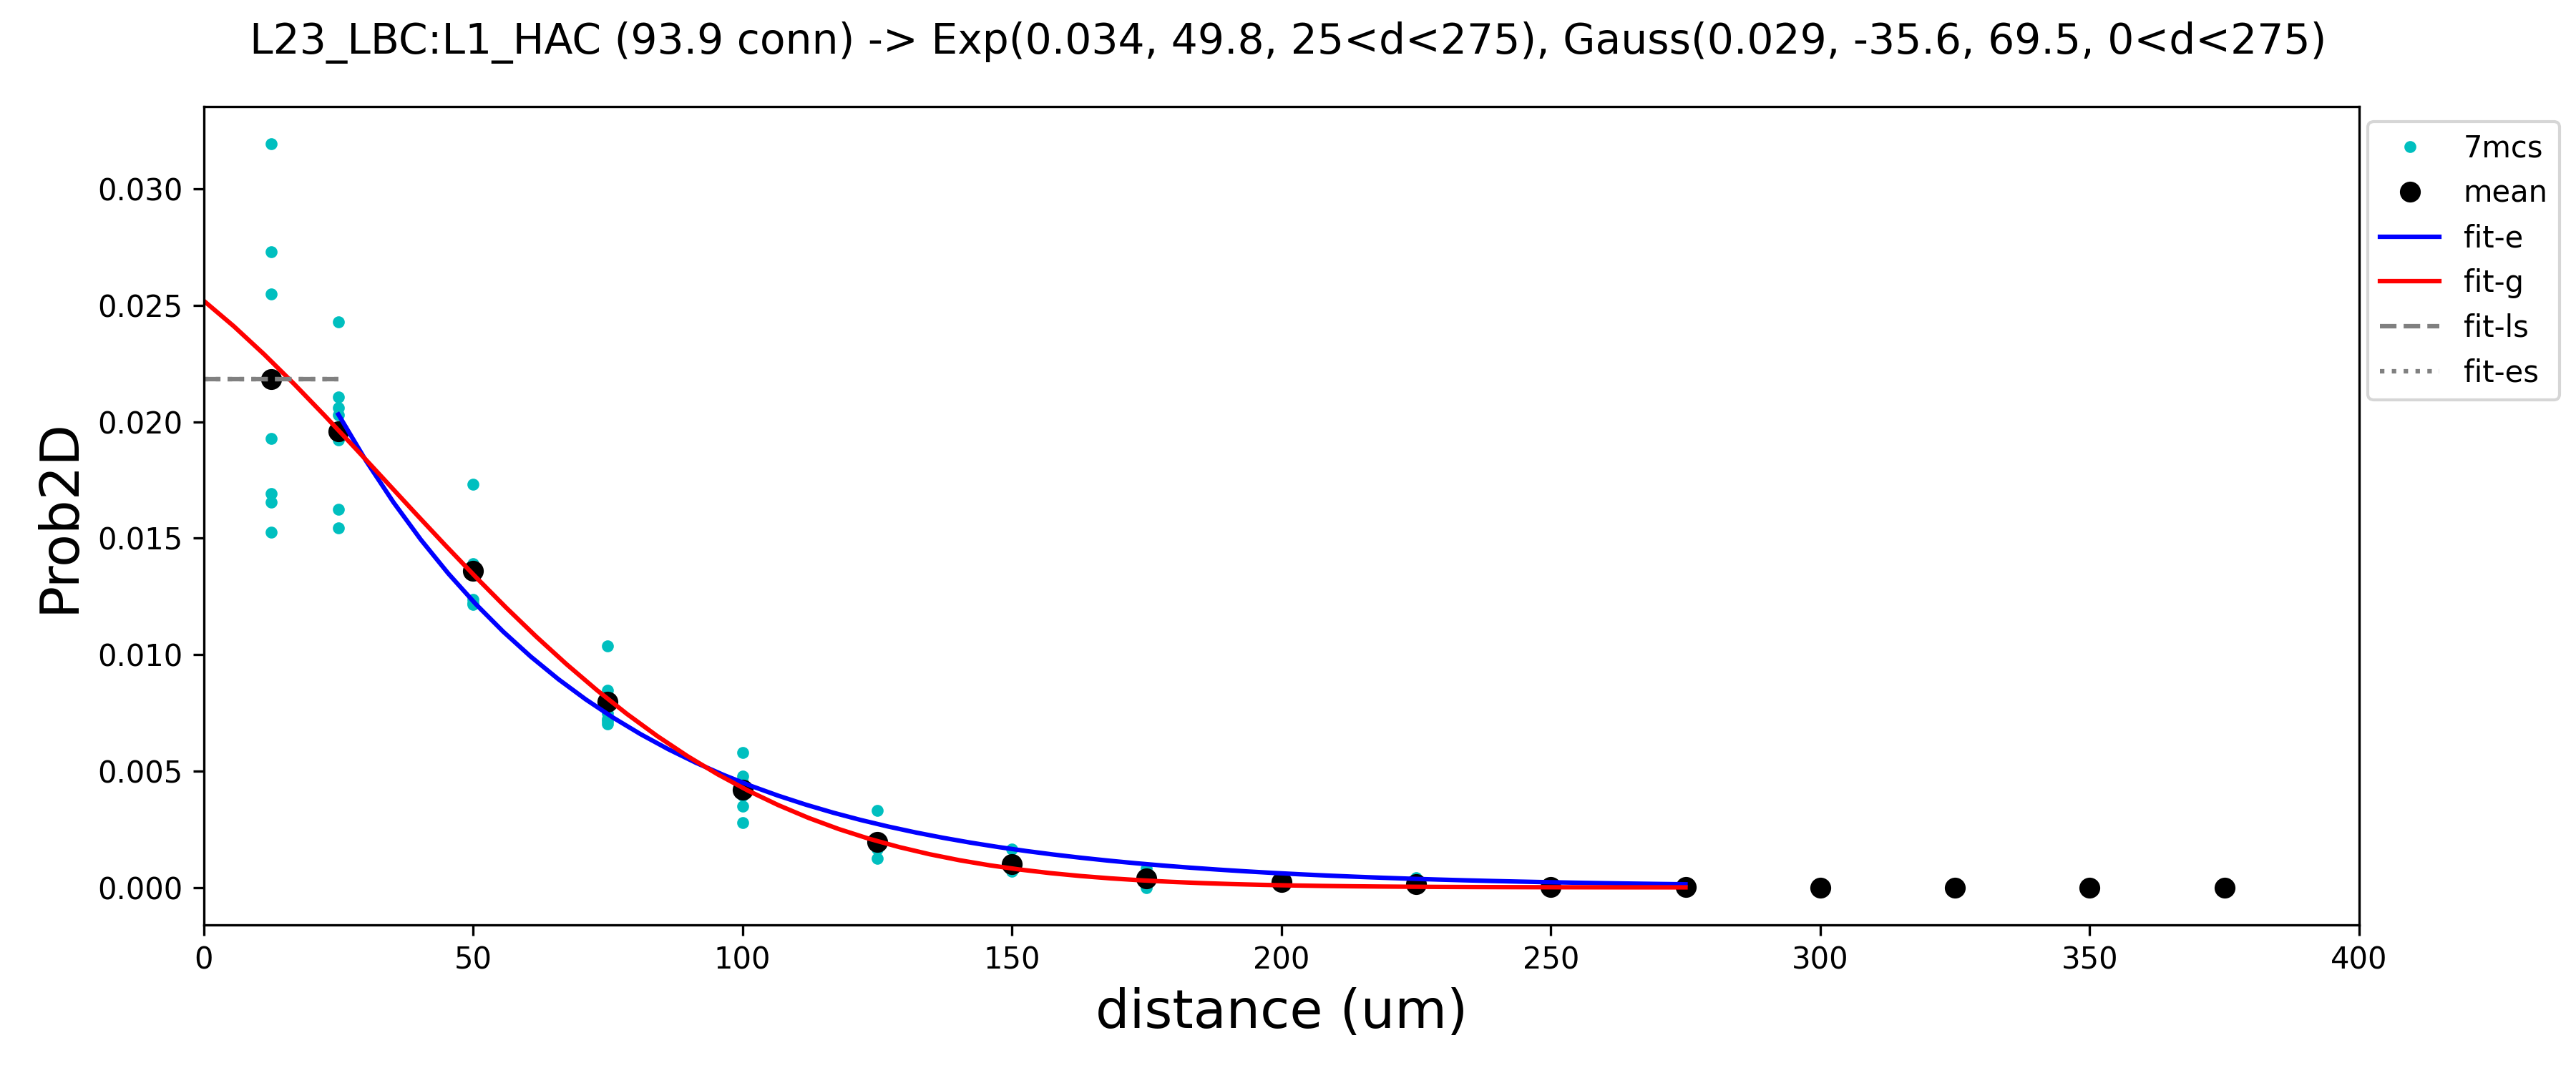 L23_LBC:L1_HAC (93.9 conn) -> Exp(0.034, 49.8, 25<d<275), Gauss(0.029, -35.6, 69.5, 0<d<275)
7mcs
mean
fit-e
fit-g
fit-ls
fit-es
Prob2D
0.030
0.025
0.020
0.015
0.010
0.005
0.000
0 50 100 150 200 250 300 350 400
distance (um)